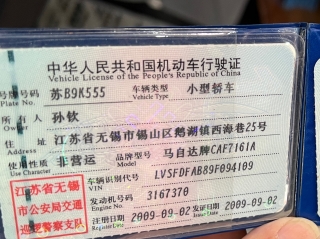 中华人民共和国机动车行驶证
Vehicle License of the People's Republic of China
号牌号码 苏B9K555 车辆类型 小型轿车
Plate No. Vehicle Type
所有人 孙钦
Owner
住址 江苏省无锡市锡山区鹅湖镇西海巷25号
使用性质 非营运 品牌型号 马自达牌CAF7161A
Use Character Model
江苏省无锡市公安局交通巡逻警察支队
车辆识别代号 LVSFDFAB89F094109
VIN
发动机号码 3167370
Engine No.
注册日期 2009-09-02 发证日期 2009-09-02
Register Date Issue Date